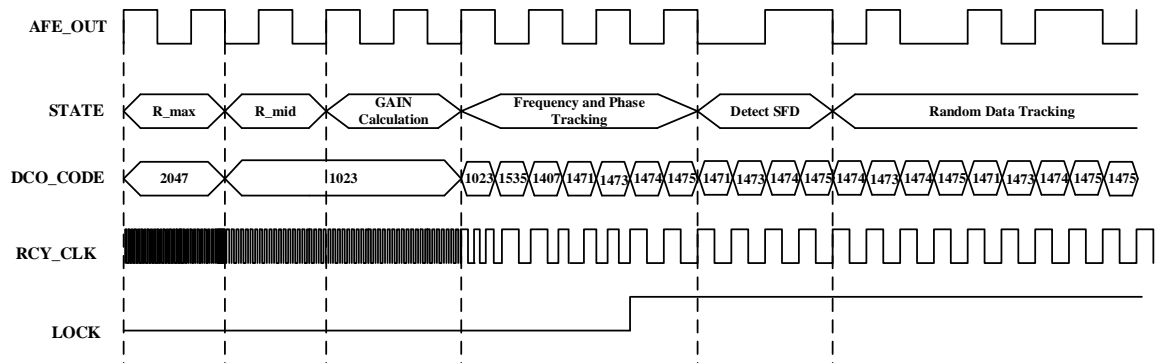 AFE_OUT
STATE
R_max
R_mid
GAIN
Calculation
Frequency and Phase
Tracking
Detect SFD
Random Data Tracking
DCO_CODE
2047
1023
1023 1535 1407 1471 1473 1474 1475 1471 1473 1474 1475 1474 1473 1474 1475 1471 1473 1474 1475 1475
RCY_CLK
LOCK